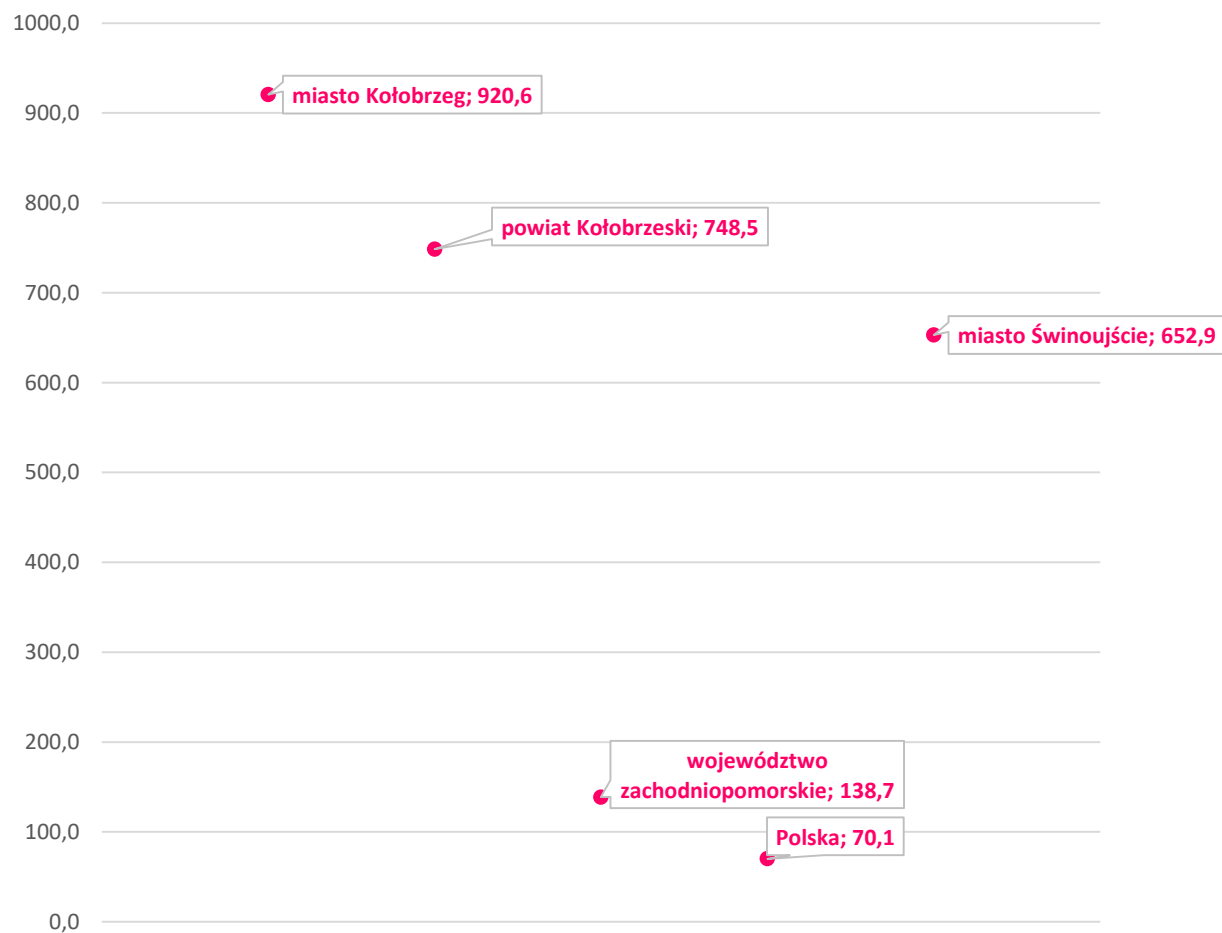 1000,0
miasto Kołobrzeg; 920,6
900,0
800,0
powiat Kołobrzeski; 748,5
700,0
miasto Świnoujście; 652,9
600,0
500,0
400,0
300,0
200,0
województwo
zachodniopomorskie; 138,7
100,0
Polska; 70,1
0,0